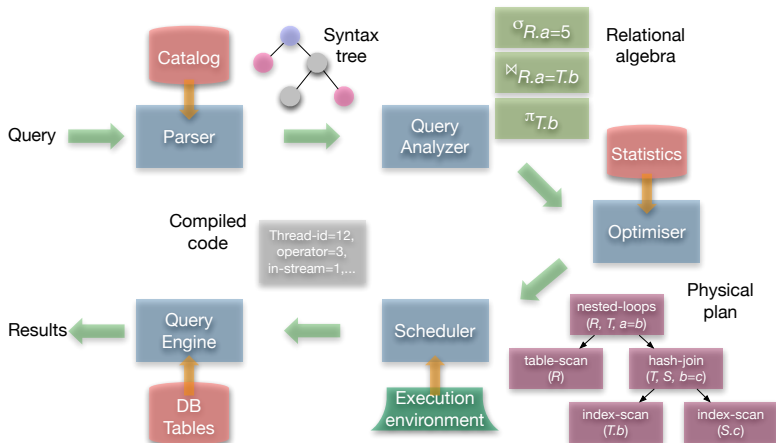 Catalog
Syntax
tree
σR.a=5
Relational
algebra
⋈R.a=T.b
πT.b
Query
Parser
Query
Analyzer
Statistics
Optimiser
Compiled
code
Thread-id=12,
operator=3,
in-stream=1,...
Physical
plan
nested-loops
(R, T, a=b)
Results
Query
Engine
Scheduler
table-scan
(R)
hash-join
(T, S, b=c)
DB
Tables
Execution
environment
index-scan
(T.b)
index-scan
(S.c)